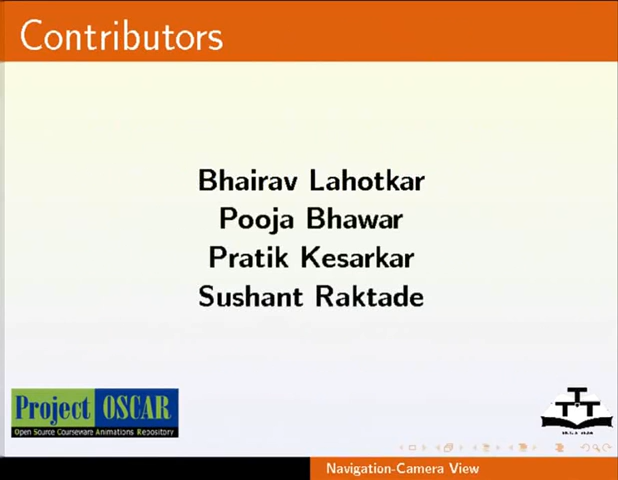 Contributors
Bhairav Lahotkar
Pooja Bhawar
Pratik Kesarkar
Sushant Raktade
Project OSCAR
Open Source Courseware Animations Repository
TTT
Navigation-Camera View